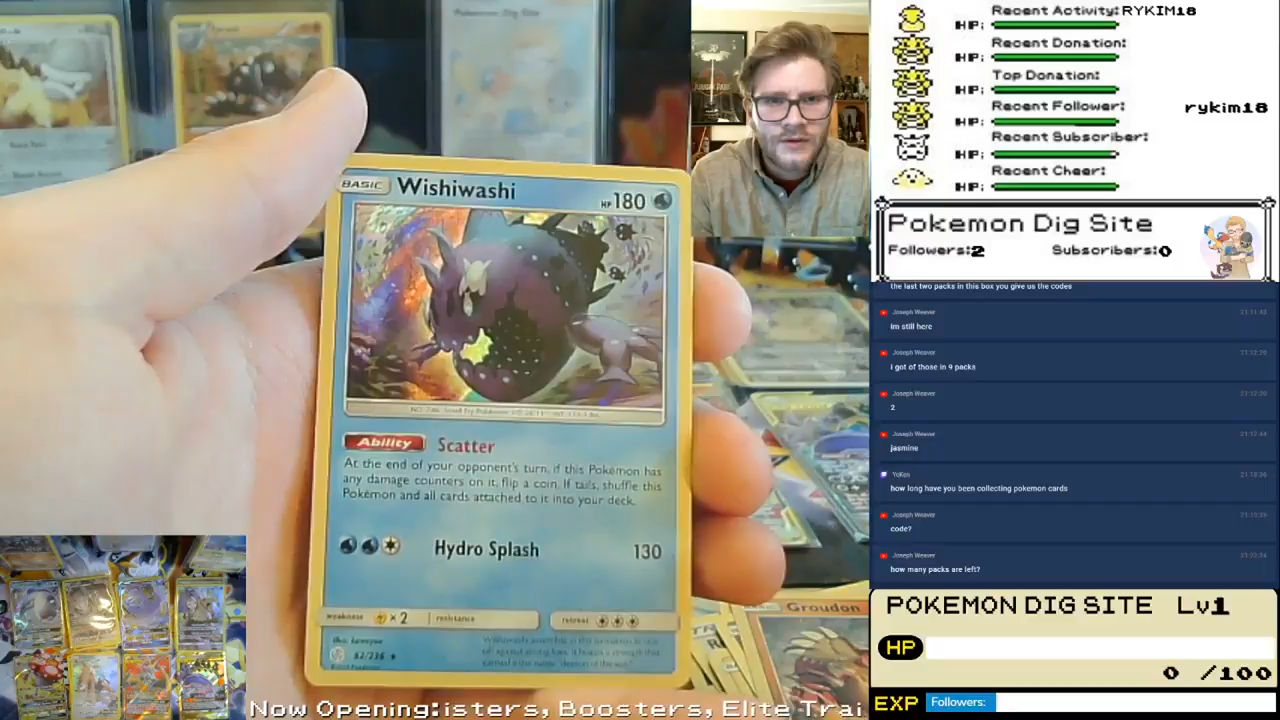 Pokemon Dig Site
BASIC
Wishiwashi
HP 180
Ability Scatter
At the end of your opponent's turn, if this Pokémon has
any damage counters on it, flip a coin. If tails, shuffle this
Pokémon and all cards attached to it into your deck.
Hydro Splash 130
weakness ×2 resistance retreat
62/236
Groudon
Now Opening:isters, Boosters, Elite Trai
Recent Activity:RYKIM18
HP:
Recent Donation:
HP:
Top Donation:
HP:
Recent Follower: rykim18
HP:
Recent Subscriber:
HP:
Recent Cheer:
HP:
Pokemon Dig Site
Followers:2 Subscribers:0
the last two packs in this box you give us the codes
Joseph Weaver
im still here
Joseph Weaver
i got of those in 9 packs
Joseph Weaver
2
Joseph Weaver
jasmine
YoKen
how long have you been collecting pokemon cards
Joseph Weaver
code?
Joseph Weaver
how many packs are left?
POKEMON DIG SITE Lv1
HP
0 /100
EXP Followers: